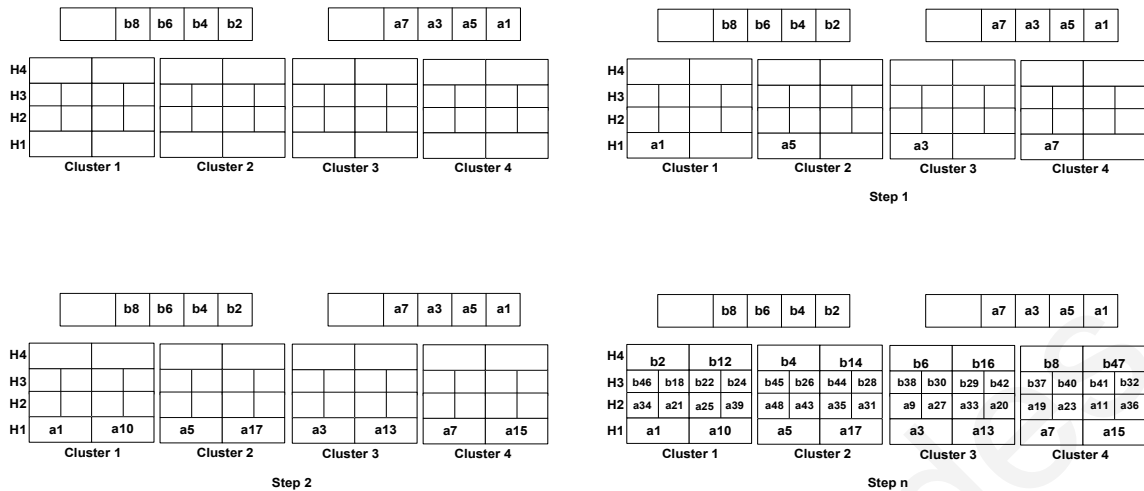 b8 b6 b4 b2 a7 a3 a5 a1
H4
H3
H2
H1
Cluster 1 Cluster 2 Cluster 3 Cluster 4
b8 b6 b4 b2 a7 a3 a5 a1
H4
H3
H2
H1 a1 a5 a3 a7
Cluster 1 Cluster 2 Cluster 3 Cluster 4
Step 1
b8 b6 b4 b2 a7 a3 a5 a1
H4
H3
H2
H1 a1 a10 a5 a17 a3 a13 a7 a15
Cluster 1 Cluster 2 Cluster 3 Cluster 4
Step 2
b8 b6 b4 b2 a7 a3 a5 a1
H4 b2 b12 b4 b14 b6 b16 b8 b47
H3 b46 b18 b22 b24 b45 b26 b44 b28 b38 b30 b29 b42 b37 b40 b41 b32
H2 a34 a21 a25 a39 a48 a43 a35 a31 a9 a27 a33 a20 a19 a23 a11 a36
H1 a1 a10 a5 a17 a3 a13 a7 a15
Cluster 1 Cluster 2 Cluster 3 Cluster 4
Step n